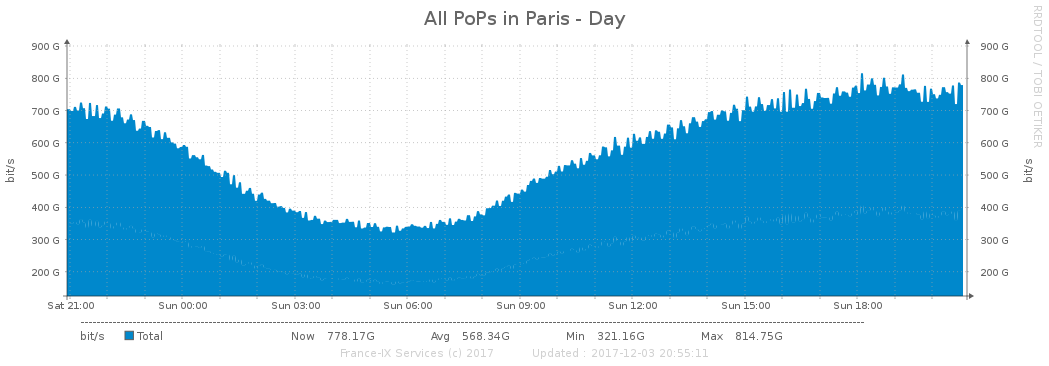 All PoPs in Paris - Day
RRDTOOL / TOBI OETIKER
bit/s
900 G
800 G
700 G
600 G
500 G
400 G
300 G
200 G
900 G
800 G
700 G
600 G
500 G
400 G
300 G
200 G
bit/s
Sat 21:00 Sun 00:00 Sun 03:00 Sun 06:00 Sun 09:00 Sun 12:00 Sun 15:00 Sun 18:00
bit/s Total Now 778.17G Avg 568.34G Min 321.16G Max 814.75G
France-IX Services (c) 2017 Updated : 2017-12-03 20:55:11